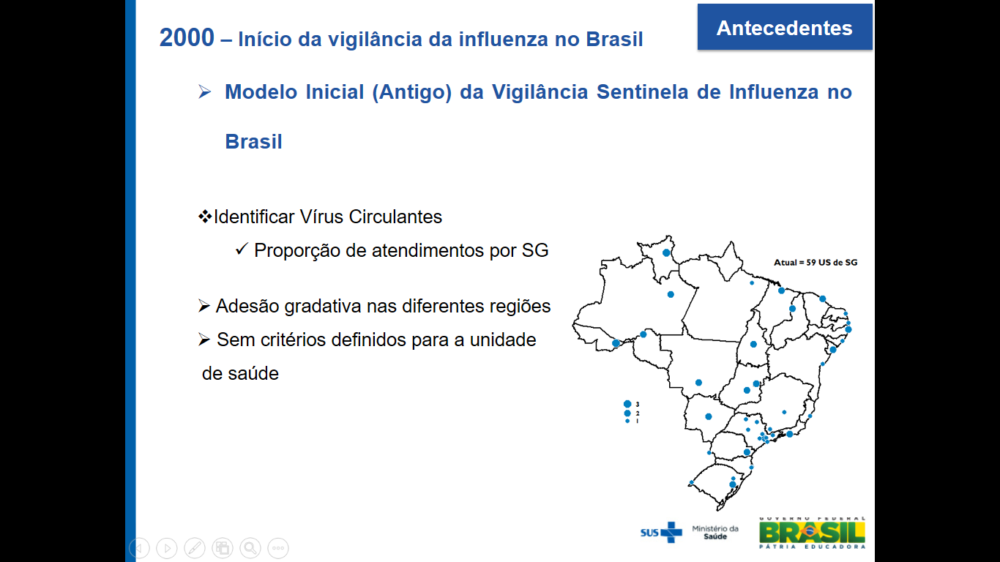 2000 – Início da vigilância da influenza no Brasil
Antecedentes
Modelo Inicial (Antigo) da Vigilância Sentinela de Influenza no
Brasil
Identificar Vírus Circulantes
Proporção de atendimentos por SG
Adesão gradativa nas diferentes regiões
Sem critérios definidos para a unidade
de saúde
Atual = 59 US de SG
3
2
1
SUS
Ministério da
Saúde
GOVERNO FEDERAL
BRASIL
PÁTRIA EDUCADORA